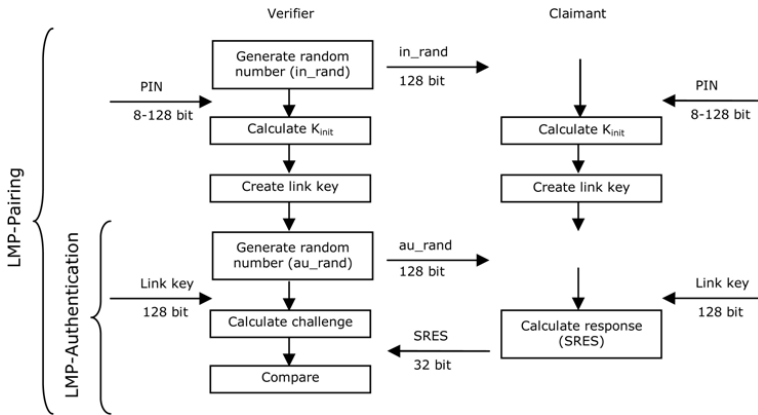 Verifier
Claimant
Generate random
number (in_rand)
in_rand
128 bit
PIN
8-128 bit
PIN
8-128 bit
Calculate Kinit
Calculate Kinit
Create link key
Create link key
LMP-Pairing
LMP-Authentication
Generate random
number (au_rand)
au_rand
128 bit
Link key
128 bit
Link key
128 bit
Calculate challenge
Calculate response
(SRES)
SRES
32 bit
Compare